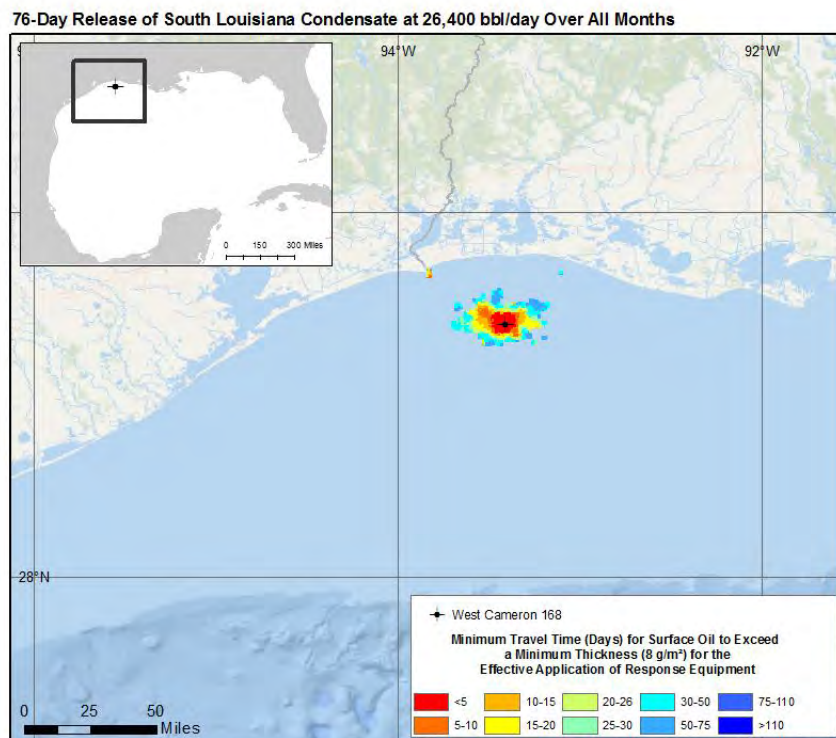 76-Day Release of South Louisiana Condensate at 26,400 bbl/day Over All Months
94°W
92°W
0 150 300 Miles
28°N
West Cameron 168
Minimum Travel Time (Days) for Surface Oil to Exceed
a Minimum Thickness (8 g/m²) for the
Effective Application of Response Equipment
<5 10-15 20-26 30-50 75-110
5-10 15-20 25-30 50-75 >110
0 25 50
Miles